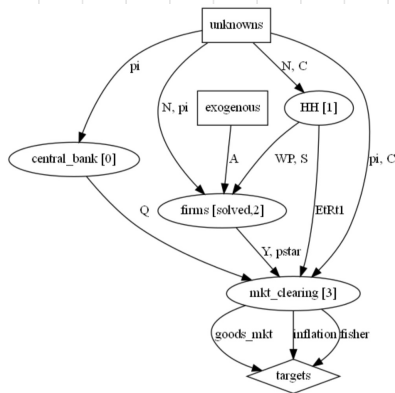 unknowns
pi
N, C
N, pi
exogenous
HH [1]
central_bank [0]
A
WP, S
pi, C
firms [solved,2]
Q
EtRt1
Y, pstar
mkt_clearing [3]
goods_mkt
inflation
fisher
targets